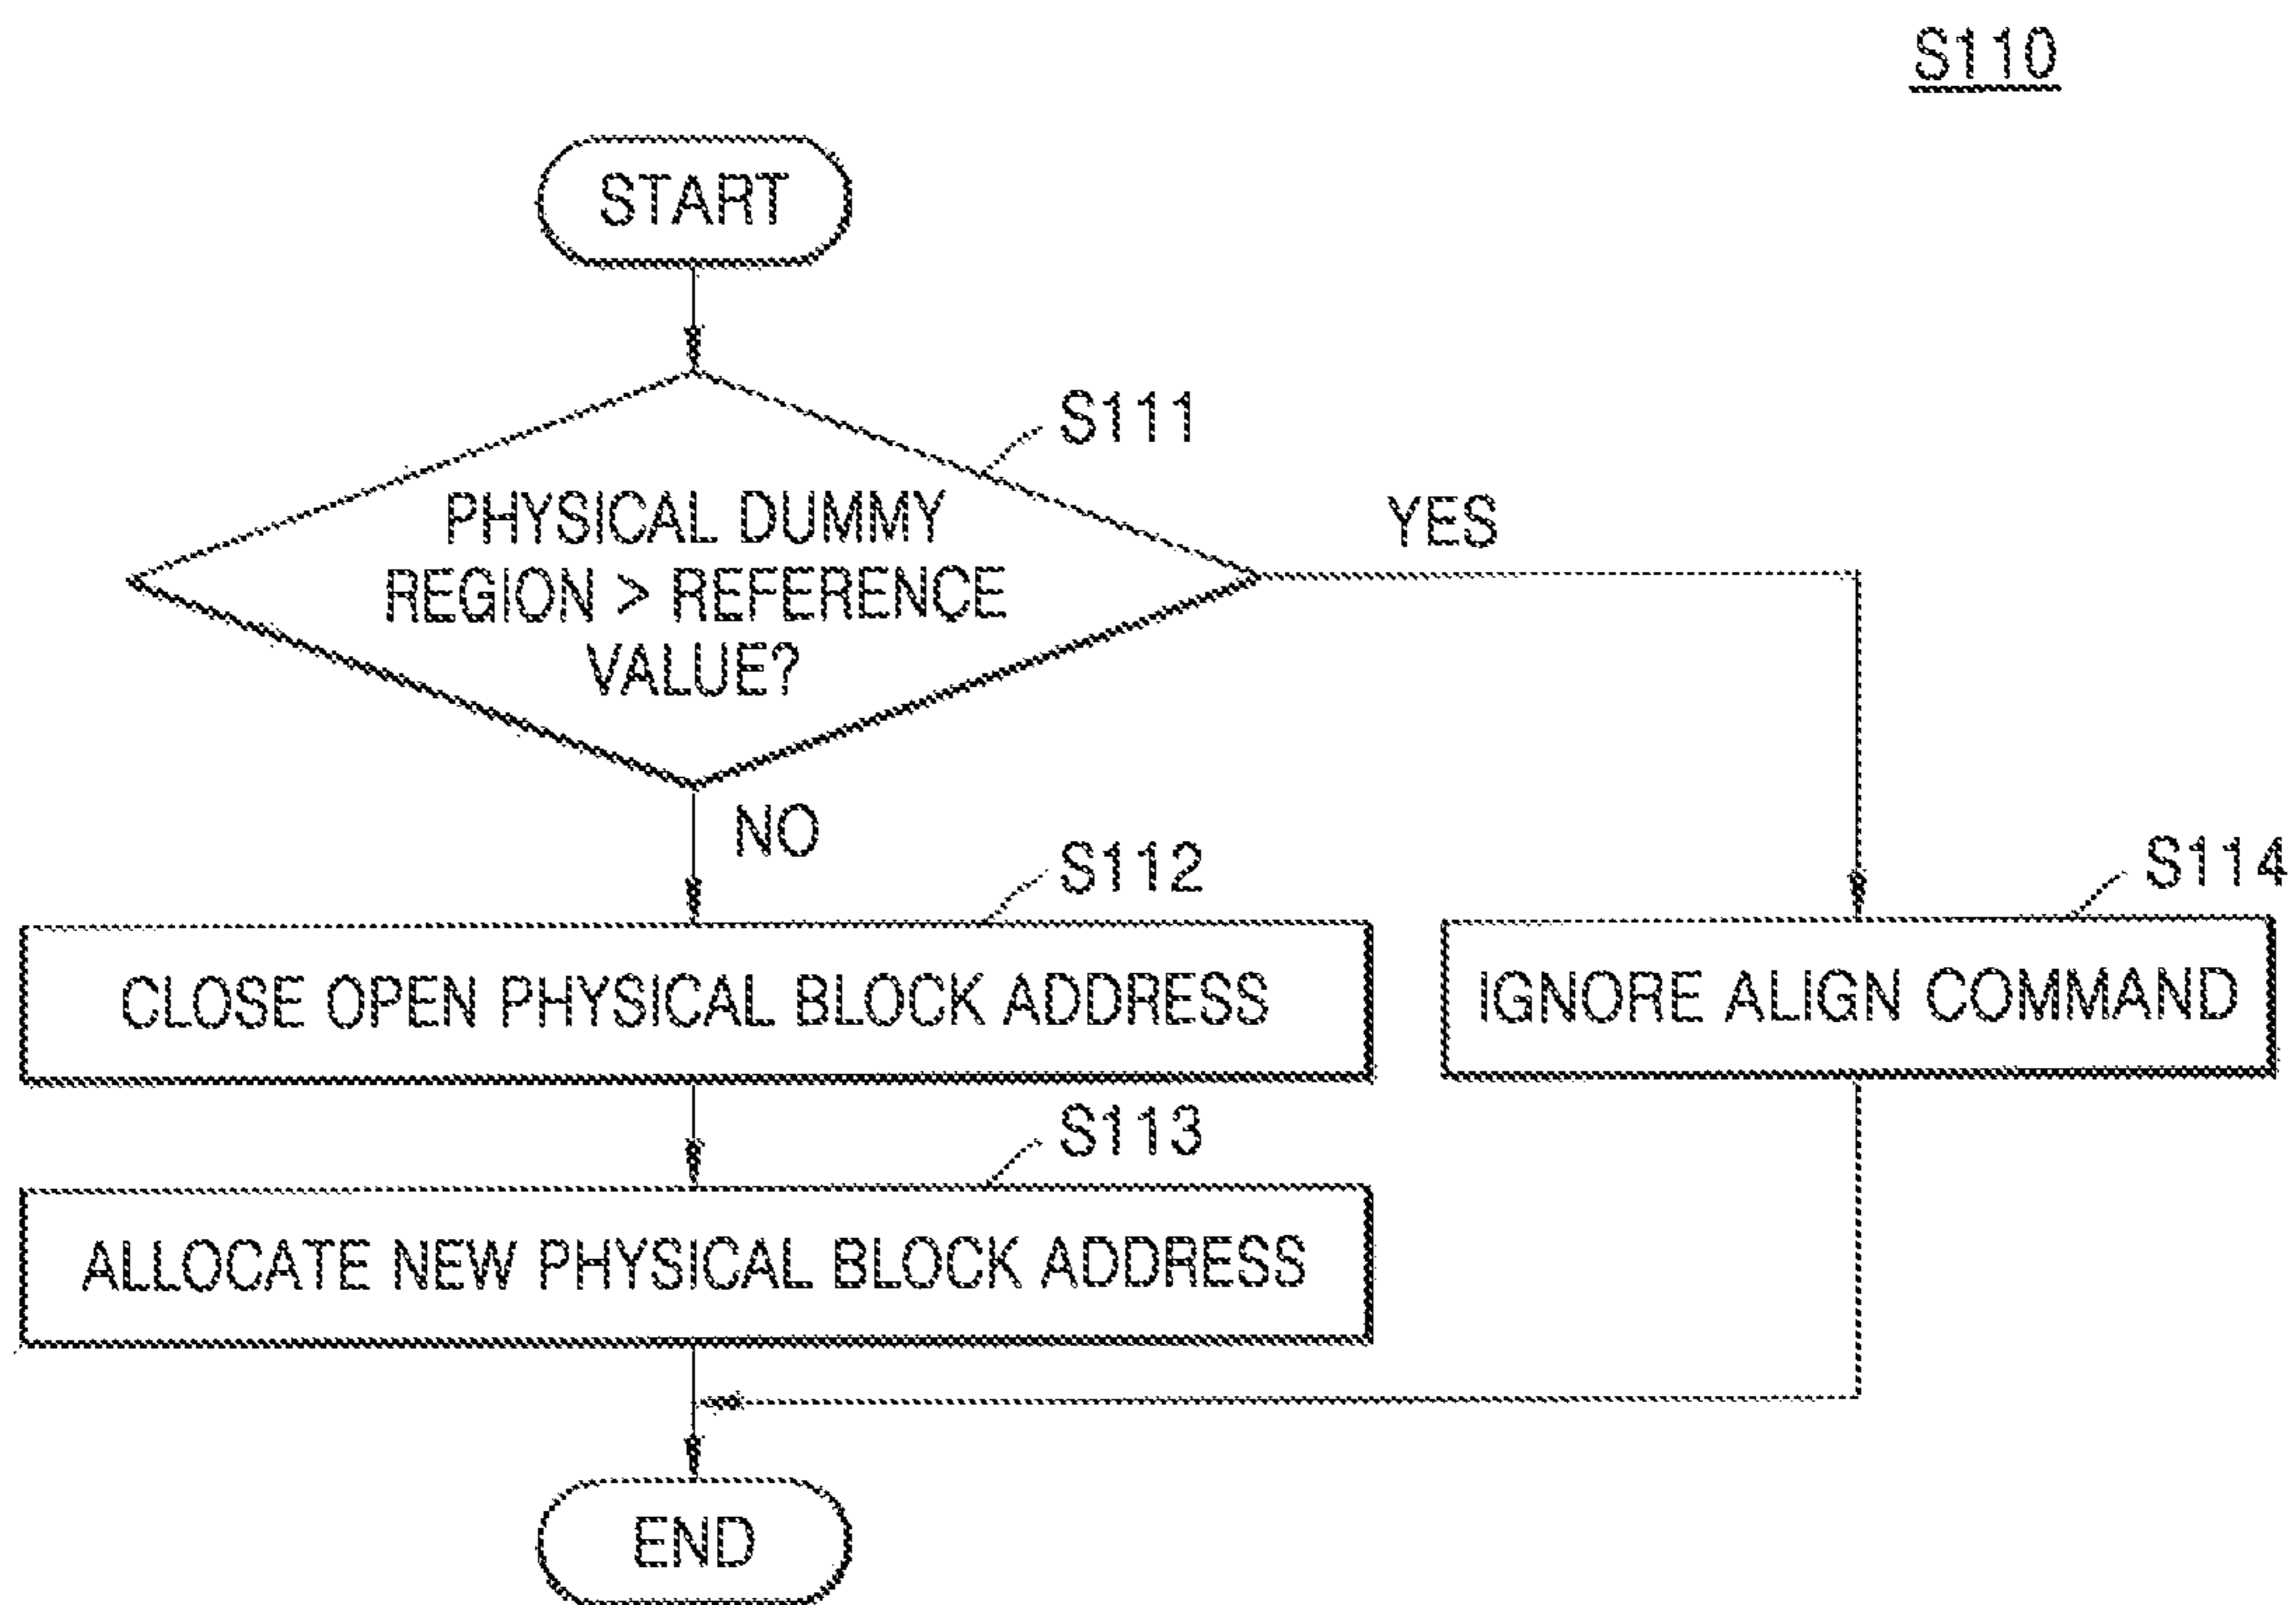 S110
START
S111
PHYSICAL DUMMY
REGION > REFERENCE
VALUE?
YES
NO
S112
CLOSE OPEN PHYSICAL BLOCK ADDRESS
S114
IGNORE ALIGN COMMAND
S113
ALLOCATE NEW PHYSICAL BLOCK ADDRESS
END